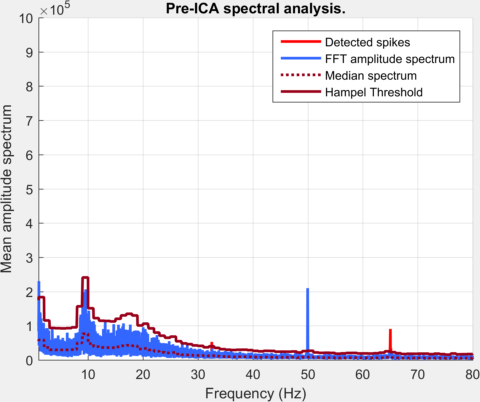 Pre-ICA spectral analysis.
× 10^5
10
9
8
7
6
5
4
3
2
1
0
Mean amplitude spectrum
Detected spikes
FFT amplitude spectrum
Median spectrum
Hampel Threshold
10 20 30 40 50 60 70 80
Frequency (Hz)